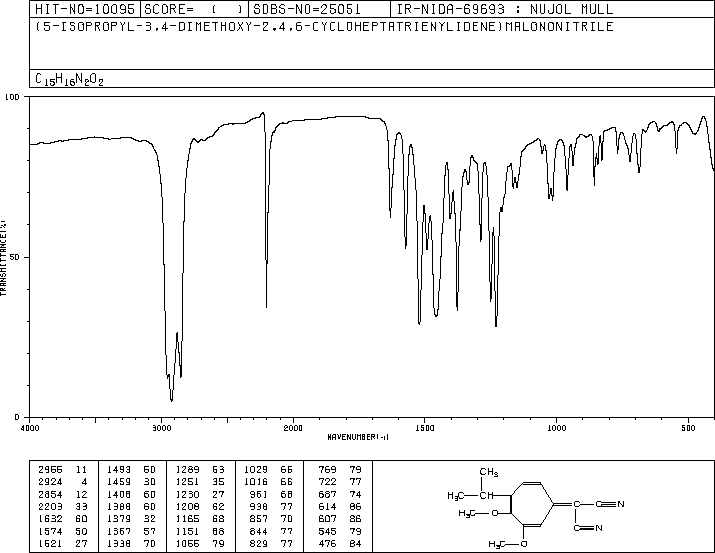 HIT-NO=10095 SCORE= ( ) SDBS-NO=25051 IR-NIDA-69693 : NUJOL MULL
(5-ISOPROPYL-3,4-DIMETHOXY-2,4,6-CYCLOHEPTATRIENYLIDENE)MALONONITRILE
C15H16N2O2
100
50
0
TRANSMITTANCE(%)
4000 3000 2000 1500 1000 500
WAVENUMBER(-1)
2966 11 1493 60 1289 63 1029 66 769 79
2924 4 1459 30 1251 35 1016 66 722 77
2854 12 1408 60 1230 27 961 68 687 74
2203 33 1388 60 1208 62 938 77 614 86
1632 60 1379 32 1165 68 857 70 607 86
1574 50 1367 57 1151 68 844 77 545 79
1521 27 1338 70 1066 79 829 77 476 84
CH3
H3C CH
C C N
H3C O
C N
H3C O